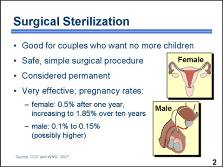 Surgical Sterilization
• Good for couples who want no more children
• Safe, simple surgical procedure
• Considered permanent
• Very effective; pregnancy rates:
– female: 0.5% after one year,
increasing to 1.85% over ten years
– male: 0.1% to 0.15%
(possibly higher)
Female
Male
Source: CCP and WHO, 2007.
2